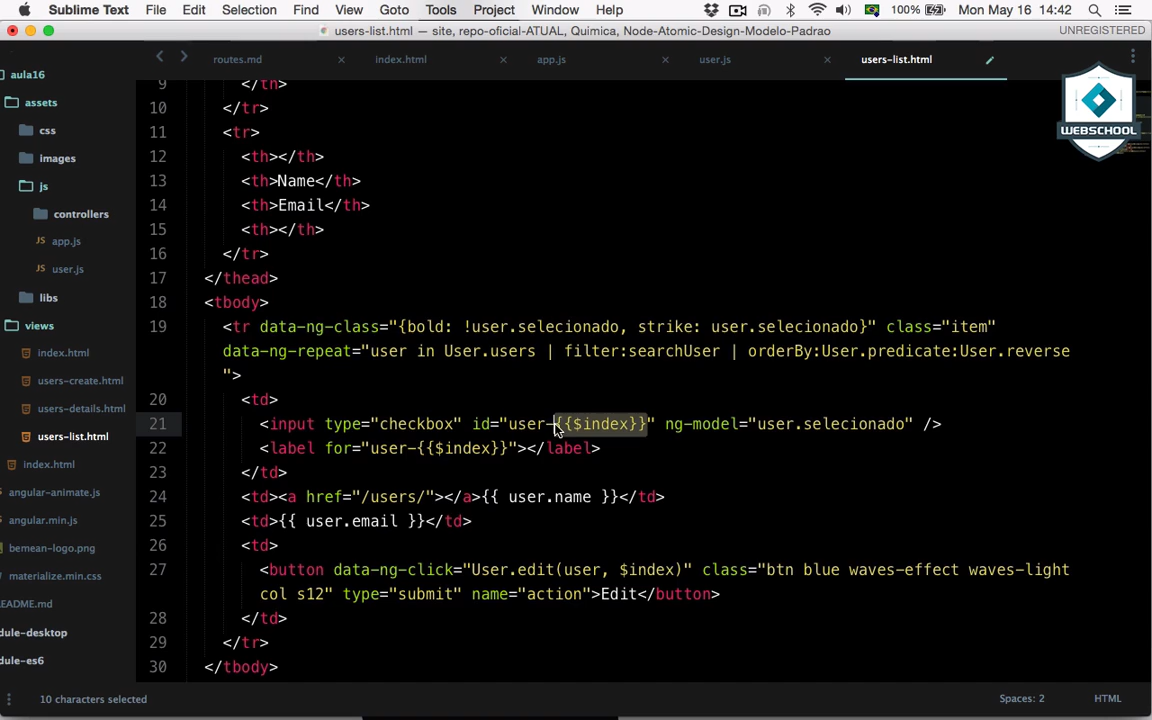 Sublime Text File Edit Selection Find View Goto Tools Project Window Help 100% Mon May 16 14:42
users-list.html — site, repo-oficial-ATUAL, Quimica, Node-Atomic-Design-Modelo-Padrao UNREGISTERED
routes.md × index.html × app.js × user.js × users-list.html
WEBSCHOOL
aula16
assets
css
images
js
controllers
JS app.js
JS user.js
libs
views
index.html
users-create.html
users-details.html
users-list.html
index.html
angular-animate.js
angular.min.js
bemean-logo.png
materialize.min.css
EADME.md
dule-desktop
dule-es6
9 </th>
10 </tr>
11 <tr>
12 <th></th>
13 <th>Name</th>
14 <th>Email</th>
15 <th></th>
16 </tr>
17 </thead>
18 <tbody>
19 <tr data-ng-class="{bold: !user.selecionado, strike: user.selecionado}" class="item"
data-ng-repeat="user in User.users | filter:searchUser | orderBy:User.predicate:User.reverse
">
20 <td>
21 <input type="checkbox" id="user-{{$index}}" ng-model="user.selecionado" />
22 <label for="user-{{$index}}"></label>
23 </td>
24 <td><a href="/users/"></a>{{ user.name }}</td>
25 <td>{{ user.email }}</td>
26 <td>
27 <button data-ng-click="User.edit(user, $index)" class="btn blue waves-effect waves-light
col s12" type="submit" name="action">Edit</button>
28 </td>
29 </tr>
30 </tbody>
10 characters selected Spaces: 2 HTML